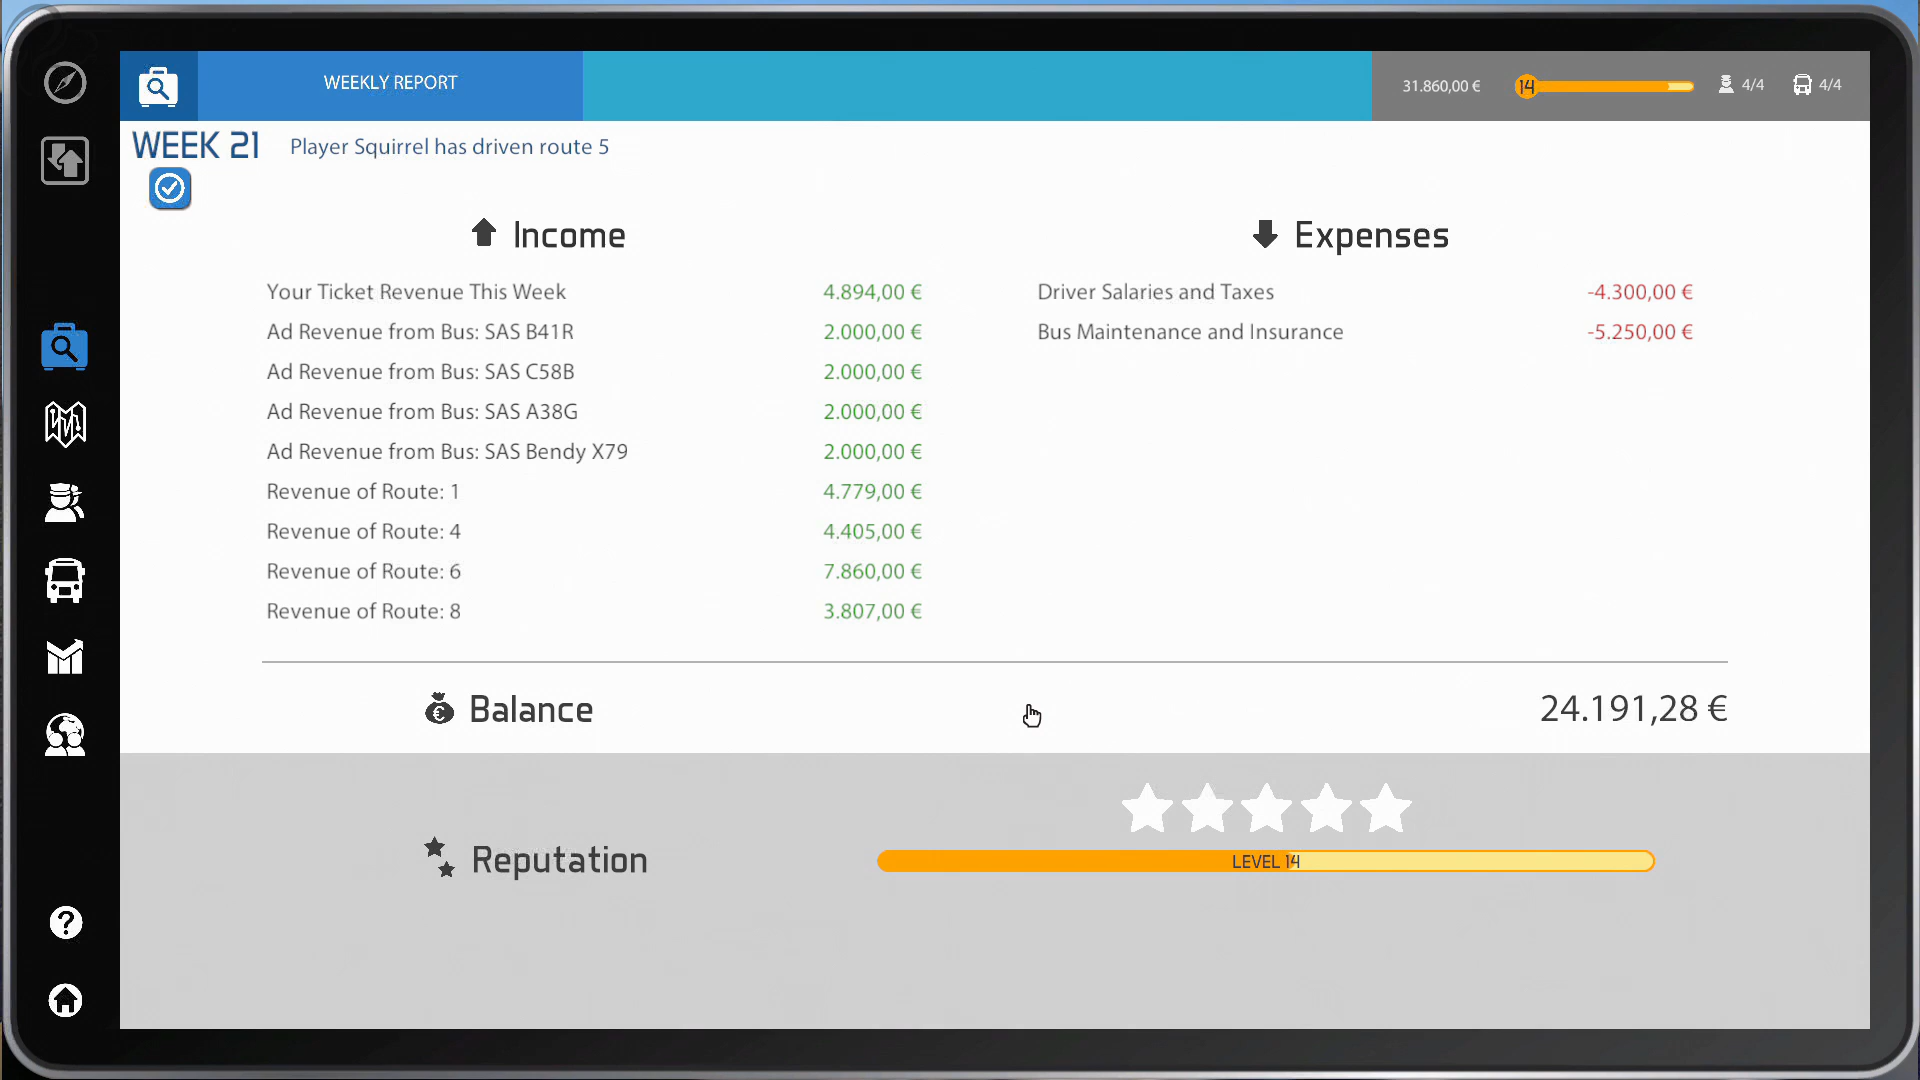 WEEKLY REPORT
31.860,00 €
14
4/4
4/4
WEEK 21
Player Squirrel has driven route 5
Income
Expenses
Your Ticket Revenue This Week 4.894,00 €
Driver Salaries and Taxes -4.300,00 €
Ad Revenue from Bus: SAS B41R 2.000,00 €
Bus Maintenance and Insurance -5.250,00 €
Ad Revenue from Bus: SAS C58B 2.000,00 €
Ad Revenue from Bus: SAS A38G 2.000,00 €
Ad Revenue from Bus: SAS Bendy X79 2.000,00 €
Revenue of Route: 1 4.779,00 €
Revenue of Route: 4 4.405,00 €
Revenue of Route: 6 7.860,00 €
Revenue of Route: 8 3.807,00 €
Balance 24.191,28 €
Reputation
LEVEL 14